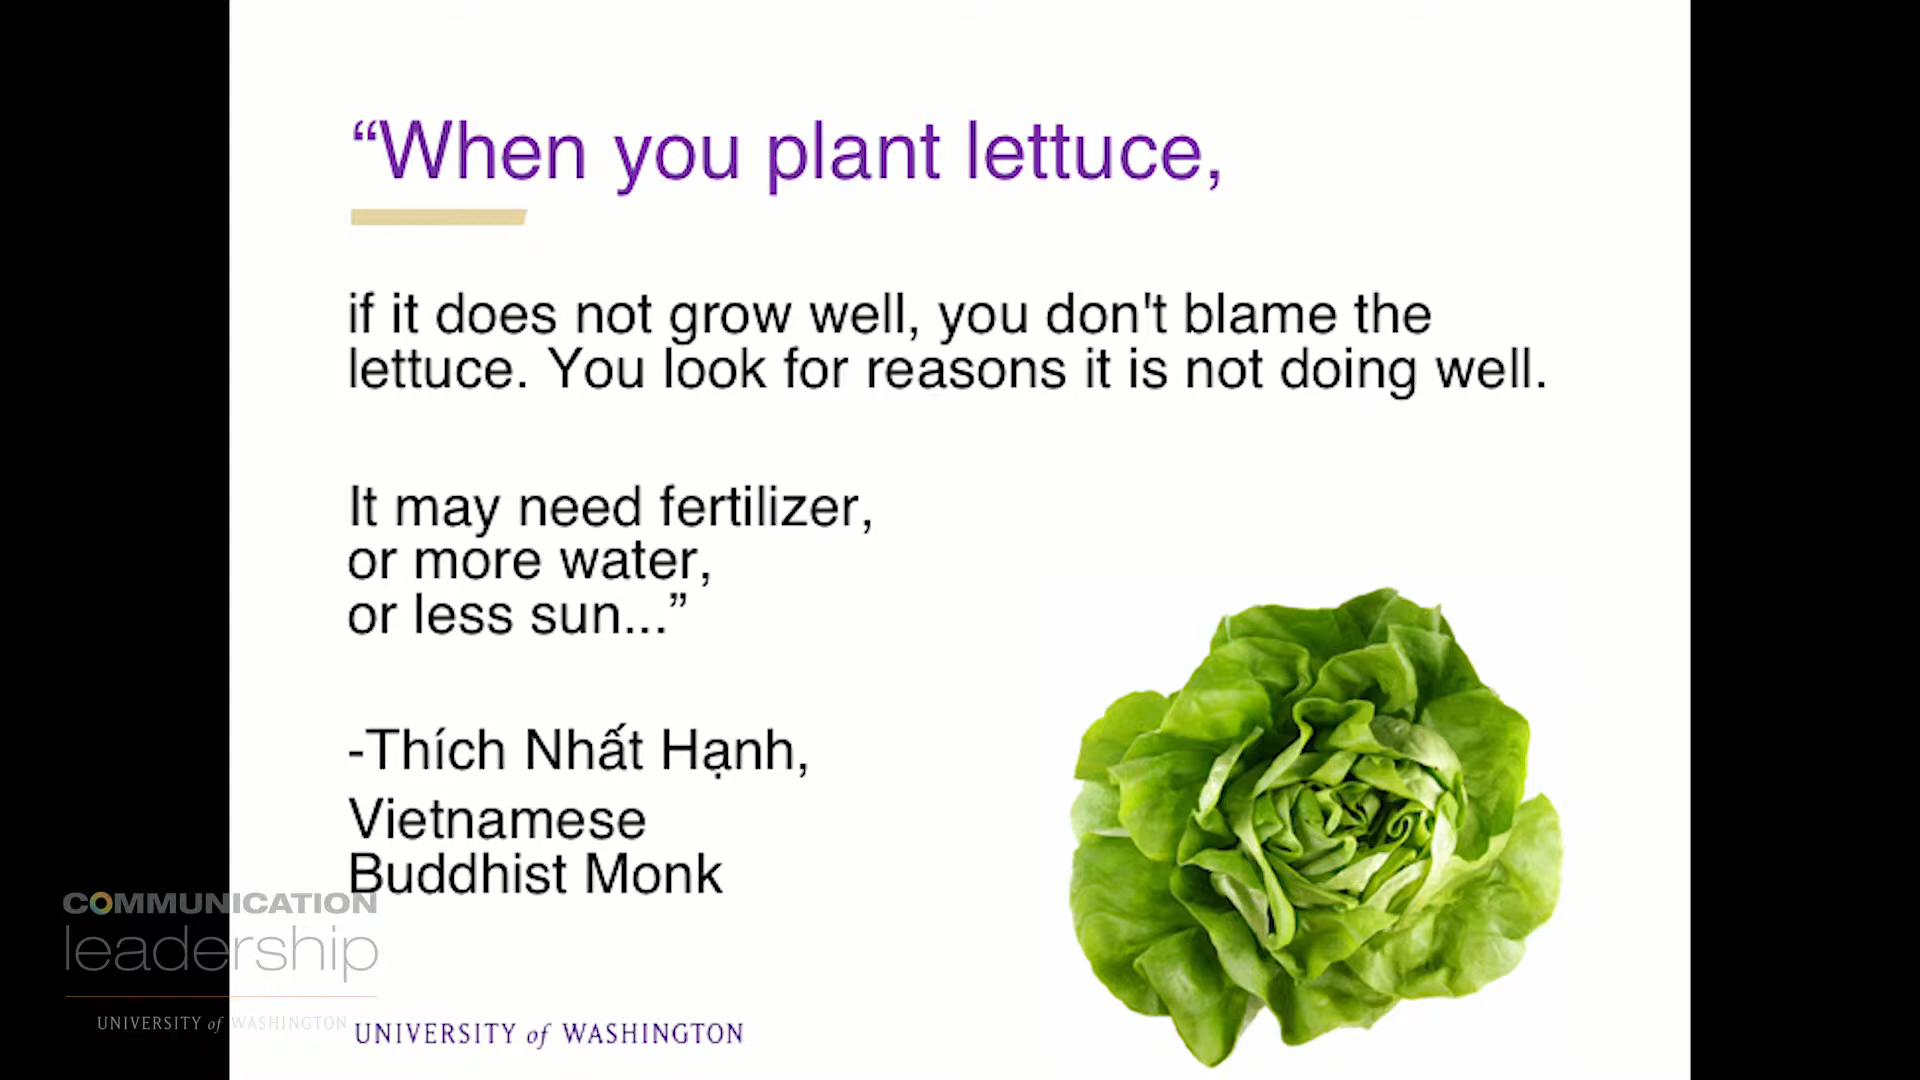 “When you plant lettuce,
if it does not grow well, you don't blame the
lettuce. You look for reasons it is not doing well.
It may need fertilizer,
or more water,
or less sun...”
-Thích Nhất Hạnh,
Vietnamese
Buddhist Monk
COMMUNICATION
leadership
UNIVERSITY of WASHINGTON
UNIVERSITY of WASHINGTON